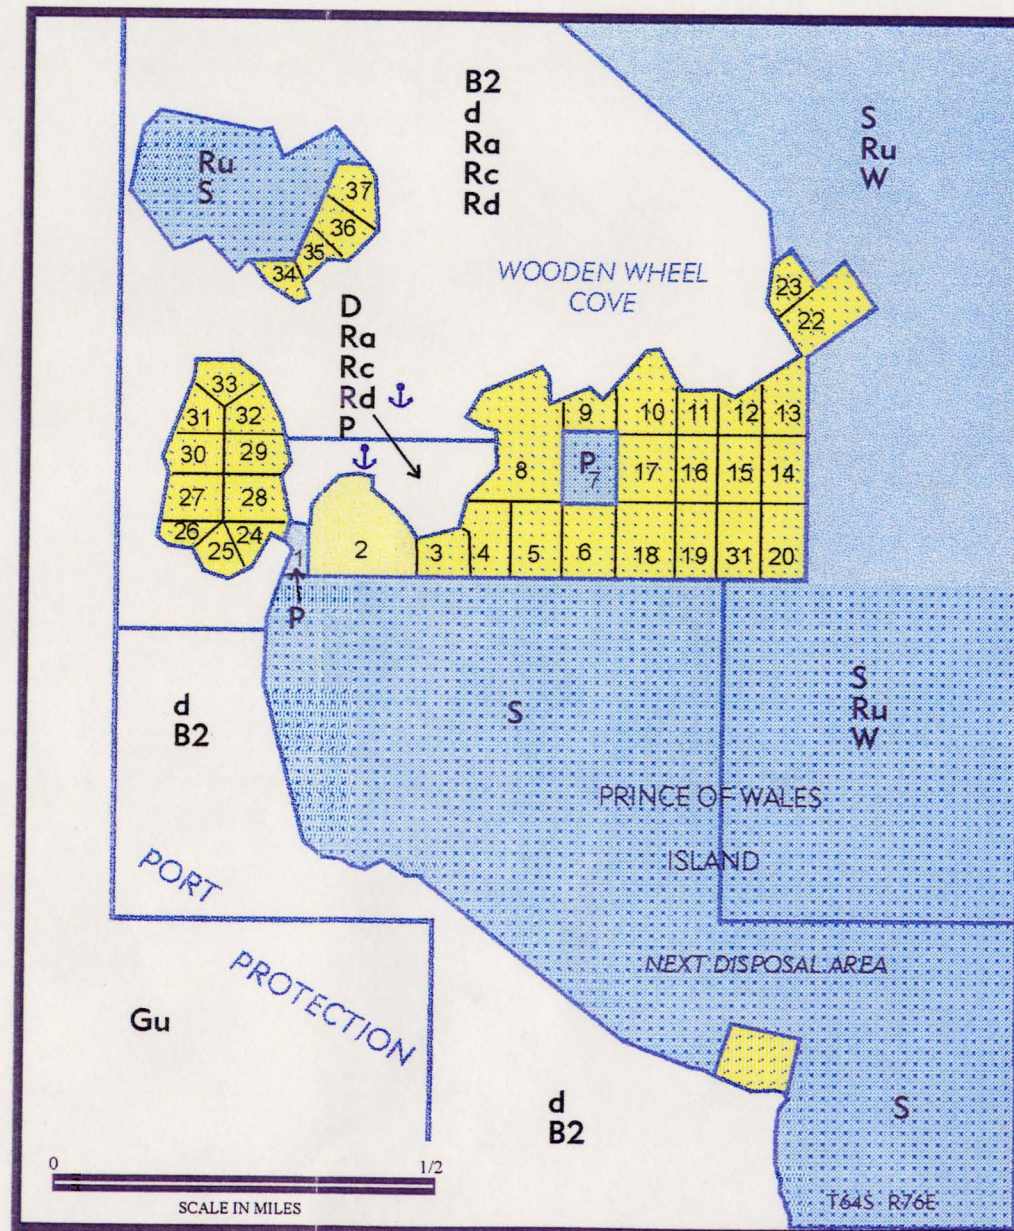 B2
d
Ra
Rc
Rd
S
Ru
W
Ru
S
37
36
35
34
WOODEN WHEEL
COVE
23
22
D
Ra
Rc
Rd
P
33
31
32
30
29
27
28
26
24
25
9
10
11
12
13
8
P
7
17
16
15
14
1
2
3
4
5
6
18
19
31
20
P
d
B2
S
S
Ru
W
PRINCE OF WALES
ISLAND
PORT
PROTECTION
NEXT DISPOSAL AREA
Gu
d
B2
S
0
1/2
SCALE IN MILES
T64S R76E